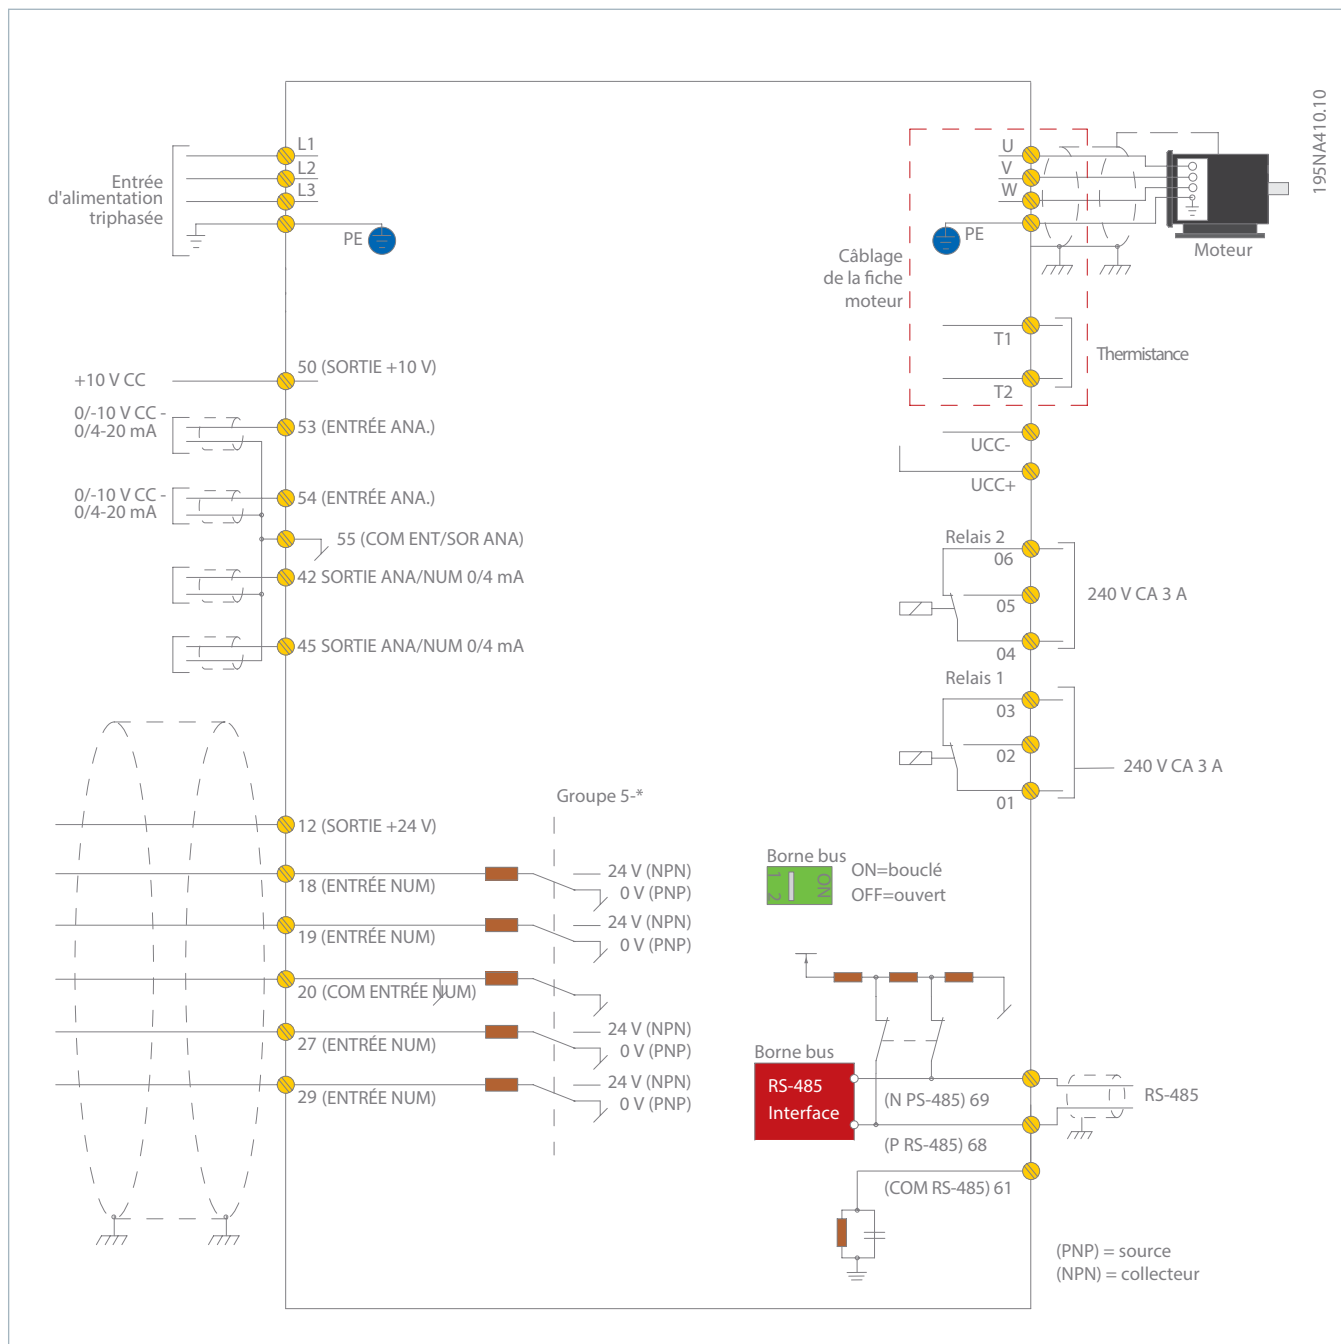 195NA410.10
Entrée
d'alimentation
triphasée
L1
L2
L3
PE
U
V
W
PE
Moteur
Câblage
de la fiche
moteur
T1
Thermistance
T2
+10 V CC
50 (SORTIE +10 V)
0/-10 V CC -
0/4-20 mA
53 (ENTRÉE ANA.)
UCC-
UCC+
0/-10 V CC -
0/4-20 mA
54 (ENTRÉE ANA.)
55 (COM ENT/SOR ANA)
42 SORTIE ANA/NUM 0/4 mA
45 SORTIE ANA/NUM 0/4 mA
Relais 2
06
05
04
240 V CA 3 A
Relais 1
03
02
01
240 V CA 3 A
Groupe 5-*
12 (SORTIE +24 V)
18 (ENTRÉE NUM)
24 V (NPN)
0 V (PNP)
19 (ENTRÉE NUM)
24 V (NPN)
0 V (PNP)
20 (COM ENTRÉE NUM)
27 (ENTRÉE NUM)
24 V (NPN)
0 V (PNP)
29 (ENTRÉE NUM)
24 V (NPN)
0 V (PNP)
Borne bus
1 2 ON
ON=bouclé
OFF=ouvert
Borne bus
RS-485
Interface
(N PS-485) 69
(P RS-485) 68
(COM RS-485) 61
RS-485
(PNP) = source
(NPN) = collecteur